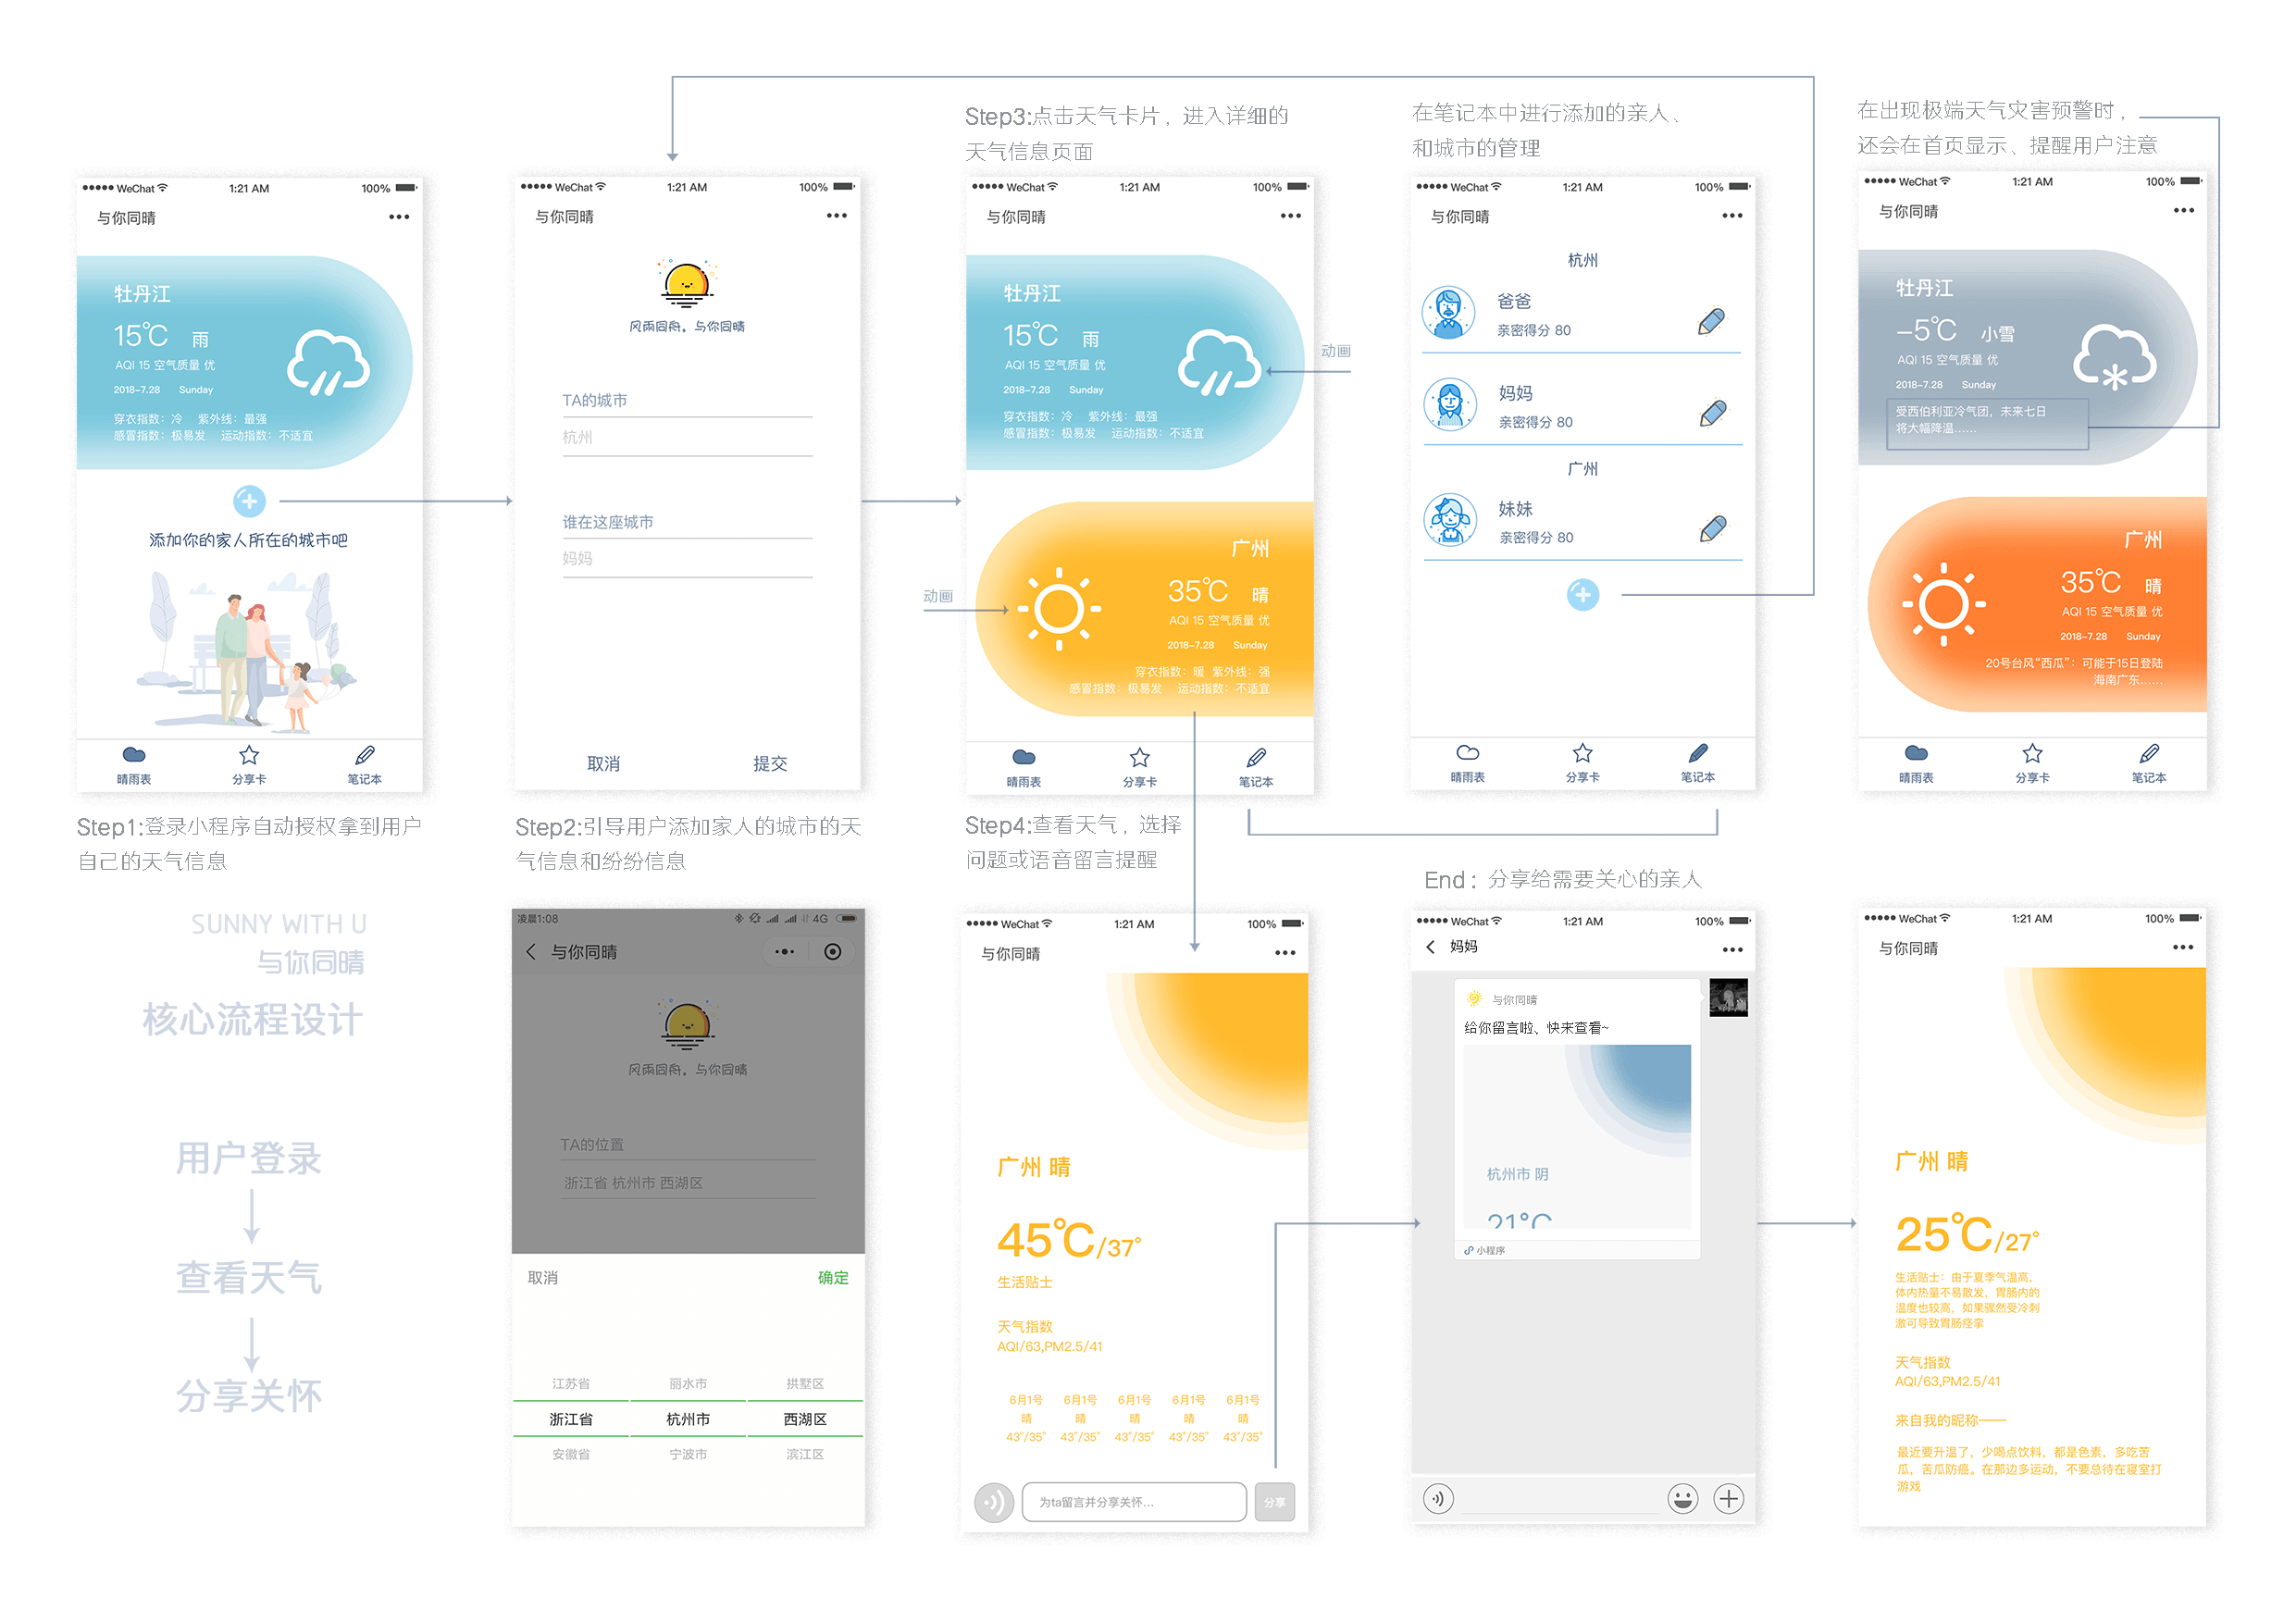 Step3:点击天气卡片，进入详细的
天气信息页面
在笔记本中进行添加的亲人、
和城市的管理
在出现极端天气灾害预警时，
还会在首页显示、提醒用户注意
WeChat 1:21 AM 100%
与你同晴
牡丹江
15℃ 雨
AQI 15 空气质量 优
2018-7.28 Sunday
穿衣指数：冷 紫外线：最强
感冒指数：极易发 运动指数：不适宜
添加你的家人所在的城市吧
晴雨表 分享卡 笔记本
Step1:登录小程序自动授权拿到用户
自己的天气信息
WeChat 1:21 AM 100%
与你同晴
风雨同舟。与你同晴
TA的城市
杭州
谁在这座城市
妈妈
取消 提交
Step2:引导用户添加家人的城市的天
气信息和纷纷信息
WeChat 1:21 AM 100%
与你同晴
牡丹江
15℃ 雨
AQI 15 空气质量 优
2018-7.28 Sunday
穿衣指数：冷 紫外线：最强
感冒指数：极易发 运动指数：不适宜
动画
广州
35℃ 晴
AQI 15 空气质量 优
2018-7.28 Sunday
穿衣指数：暖 紫外线：强
感冒指数：极易发 运动指数：不适宜
动画
晴雨表 分享卡 笔记本
Step4:查看天气，选择
问题或语音留言提醒
WeChat 1:21 AM 100%
与你同晴
杭州
爸爸
亲密得分 80
妈妈
亲密得分 80
广州
妹妹
亲密得分 80
晴雨表 分享卡 笔记本
WeChat 1:21 AM 100%
与你同晴
牡丹江
-5℃ 小雪
AQI 15 空气质量 优
2018-7.28 Sunday
受西伯利亚冷气团，未来七日
将大幅降温......
广州
35℃ 晴
AQI 15 空气质量 优
2018-7.28 Sunday
20号台风“西瓜”：可能于15日登陆
海南广东......
晴雨表 分享卡 笔记本
End：分享给需要关心的亲人
SUNNY WITH U
与你同晴
核心流程设计
用户登录
查看天气
分享关怀
凌晨1:08 4G
与你同晴
风雨同舟。与你同晴
TA的位置
浙江省 杭州市 西湖区
取消 确定
江苏省 丽水市 拱墅区
浙江省 杭州市 西湖区
安徽省 宁波市 滨江区
WeChat 1:21 AM 100%
与你同晴
广州 晴
45℃/37°
生活贴士
天气指数
AQI/63,PM2.5/41
6月1号 6月1号 6月1号 6月1号 6月1号
晴 晴 晴 晴 晴
43°/35° 43°/35° 43°/35° 43°/35° 43°/35°
为ta留言并分享关怀... 分享
WeChat 1:21 AM 100%
妈妈
与你同晴
给你留言啦、快来查看~
杭州市 阴
21°C
小程序
WeChat 1:21 AM 100%
与你同晴
广州 晴
25℃/27°
生活贴士：由于夏季气温高，
体内热量不易散发，胃肠内的
温度也较高，如果骤然受冷刺
激可导致胃肠痉挛
天气指数
AQI/63,PM2.5/41
来自我的昵称——
最近要升温了，少喝点饮料，都是色素，多吃苦
瓜，苦瓜防癌。在那边多运动，不要总待在寝室打
游戏